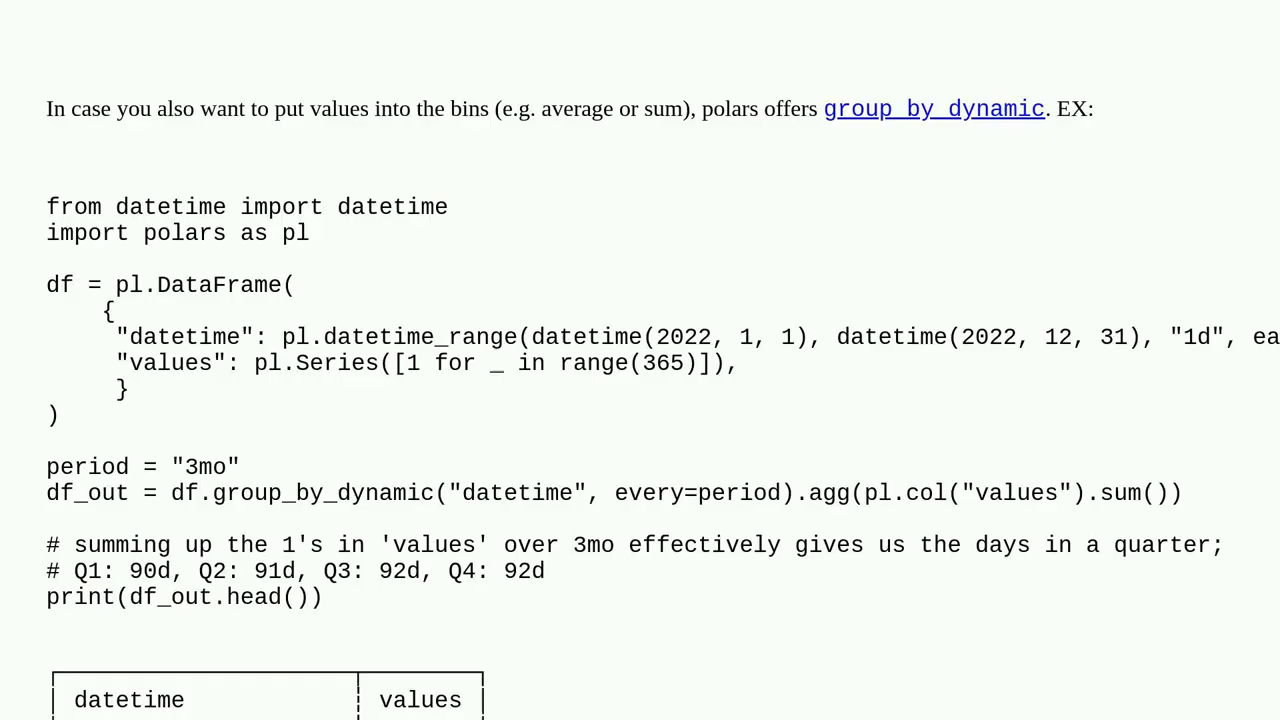 In case you also want to put values into the bins (e.g. average or sum), polars offers group_by_dynamic. EX:
from datetime import datetime
import polars as pl
df = pl.DataFrame(
    {
     "datetime": pl.datetime_range(datetime(2022, 1, 1), datetime(2022, 12, 31), "1d", ea
     "values": pl.Series([1 for _ in range(365)]),
     }
)
period = "3mo"
df_out = df.group_by_dynamic("datetime", every=period).agg(pl.col("values").sum())
# summing up the 1's in 'values' over 3mo effectively gives us the days in a quarter;
# Q1: 90d, Q2: 91d, Q3: 92d, Q4: 92d
print(df_out.head())
datetime values